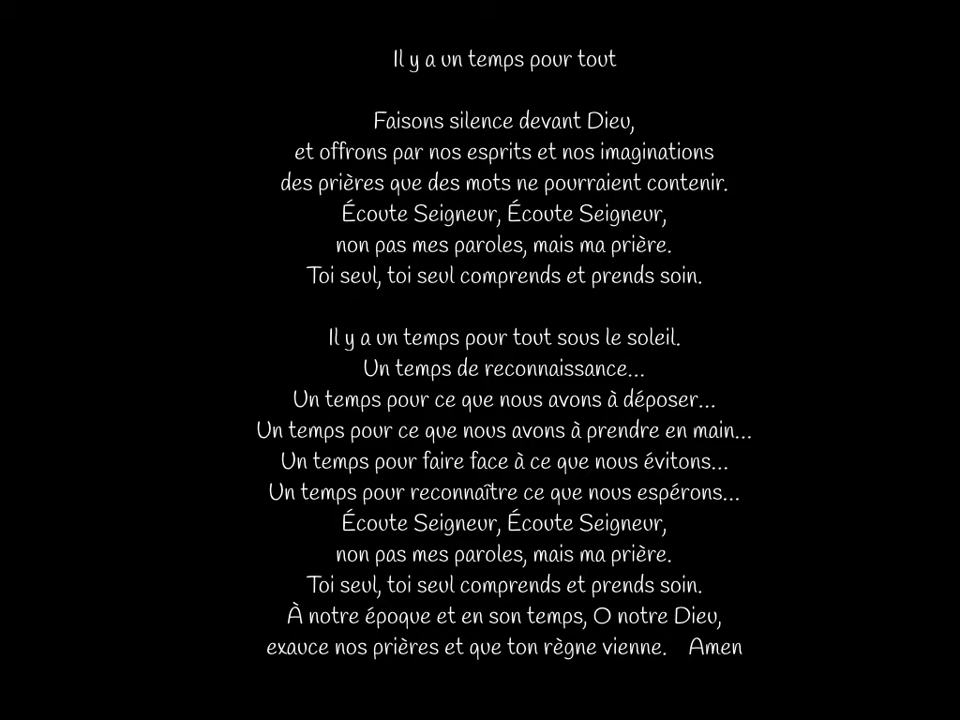 Il y a un temps pour tout
Faisons silence devant Dieu,
et offrons par nos esprits et nos imaginations
des prières que des mots ne pourraient contenir.
Écoute Seigneur, Écoute Seigneur,
non pas mes paroles, mais ma prière.
Toi seul, toi seul comprends et prends soin.
Il y a un temps pour tout sous le soleil.
Un temps de reconnaissance...
Un temps pour ce que nous avons à déposer...
Un temps pour ce que nous avons à prendre en main...
Un temps pour faire face à ce que nous évitons...
Un temps pour reconnaître ce que nous espérons...
Écoute Seigneur, Écoute Seigneur,
non pas mes paroles, mais ma prière.
Toi seul, toi seul comprends et prends soin.
À notre époque et en son temps, O notre Dieu,
exauce nos prières et que ton règne vienne. Amen